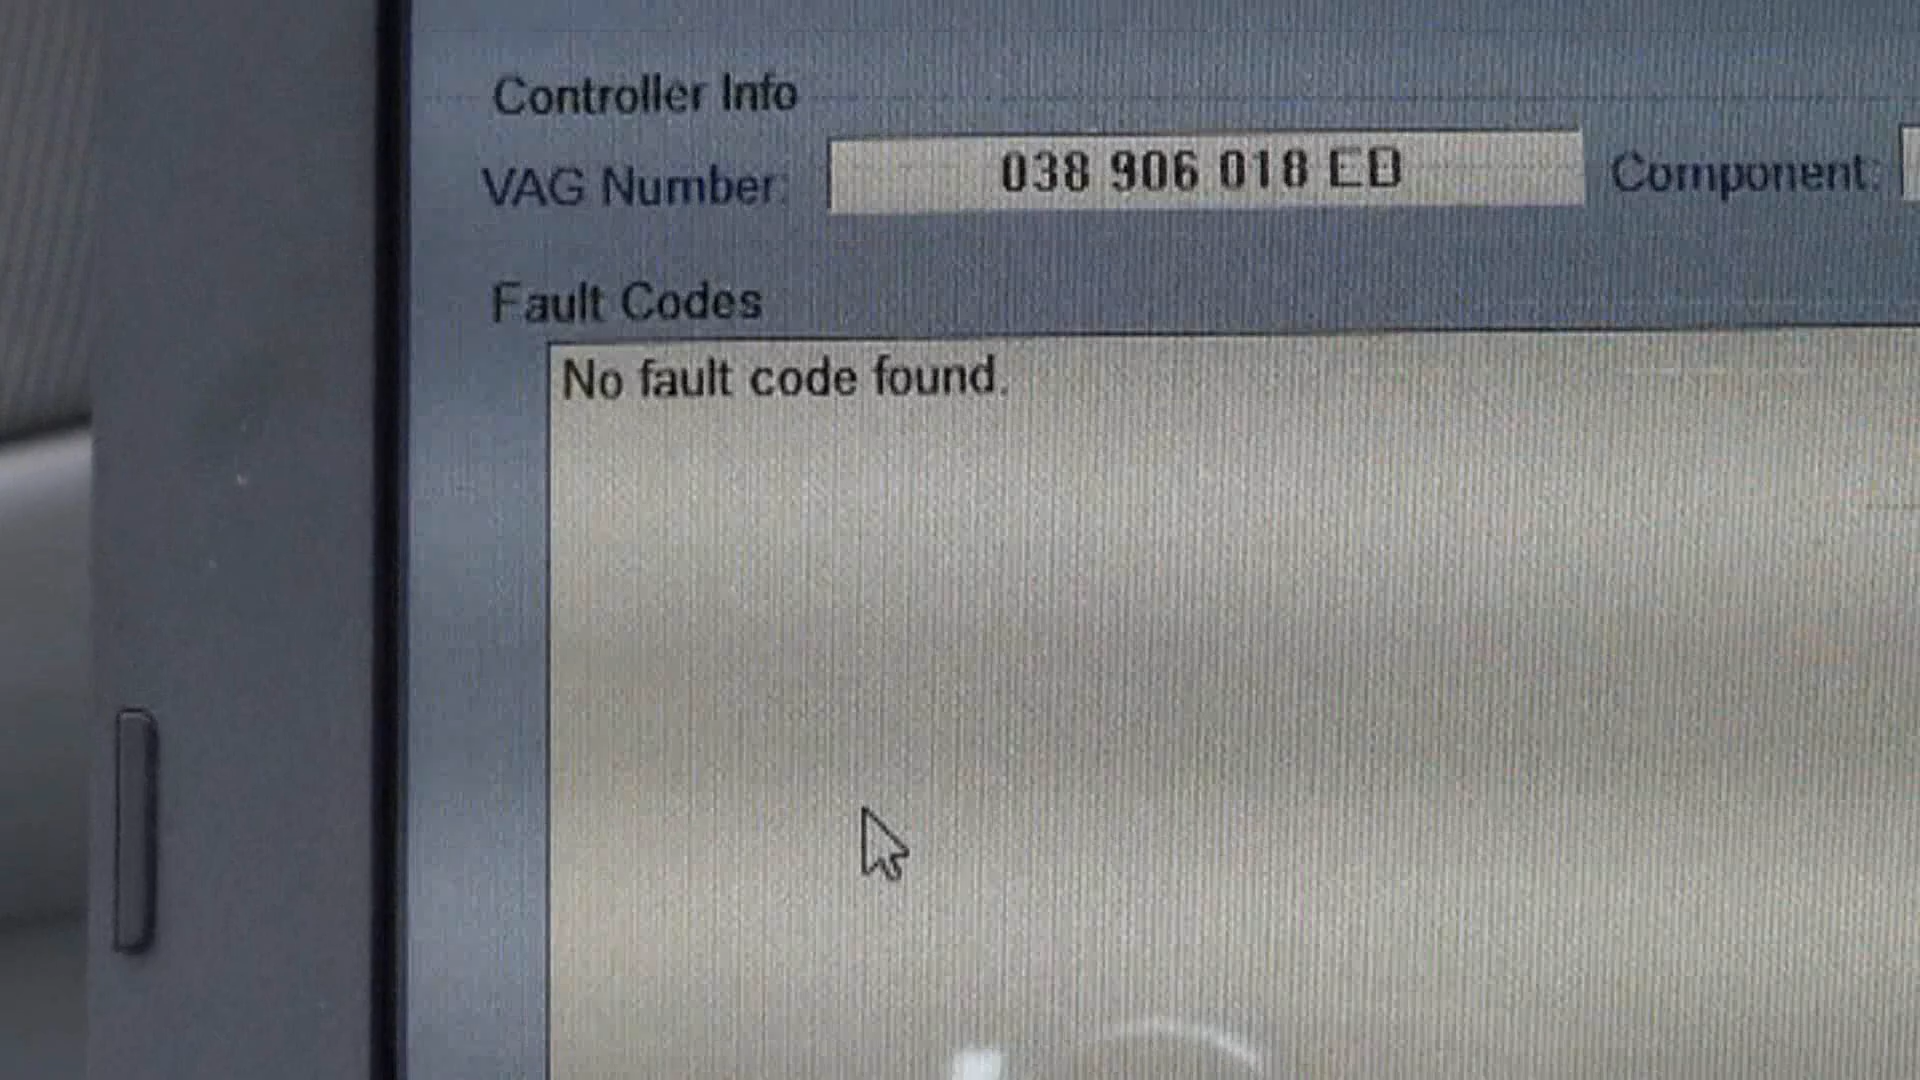 Controller Info
VAG Number: 038 906 018 ED Component:
Fault Codes
No fault code found.